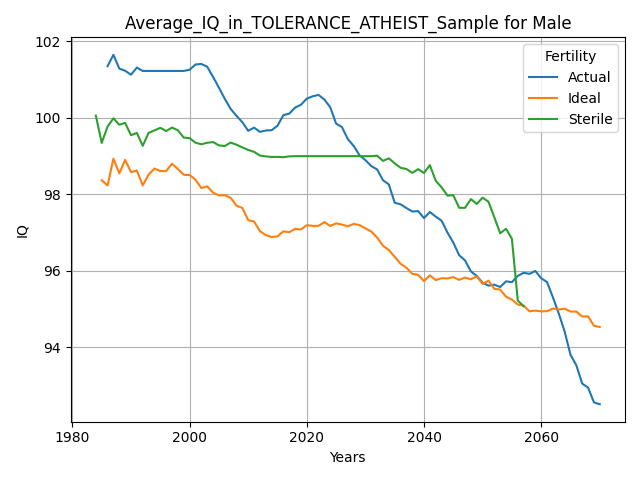 Average_IQ_in_TOLERANCE_ATHEIST_Sample for Male
Fertility
Actual
Ideal
Sterile
IQ
102
100
98
96
94
1980
2000
2020
2040
2060
Years